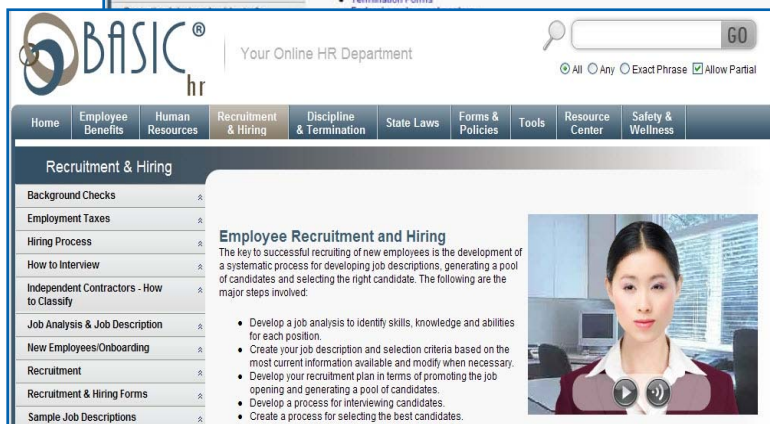 Termination Forms
BASIC®
hr
Your Online HR Department
GO
All Any Exact Phrase Allow Partial
Home
Employee
Benefits
Human
Resources
Recruitment
& Hiring
Discipline
& Termination
State Laws
Forms &
Policies
Tools
Resource
Center
Safety &
Wellness
Recruitment & Hiring
Background Checks
Employment Taxes
Hiring Process
How to Interview
Independent Contractors - How
to Classify
Job Analysis & Job Description
New Employees/Onboarding
Recruitment
Recruitment & Hiring Forms
Sample Job Descriptions
Employee Recruitment and Hiring
The key to successful recruiting of new employees is the development of
a systematic process for developing job descriptions, generating a pool
of candidates and selecting the right candidate. The following are the
major steps involved:
Develop a job analysis to identify skills, knowledge and abilities
for each position.
Create your job description and selection criteria based on the
most current information available and modify when necessary.
Develop your recruitment plan in terms of promoting the job
opening and generating a pool of candidates.
Develop a process for interviewing candidates.
Create a process for selecting the best candidates.